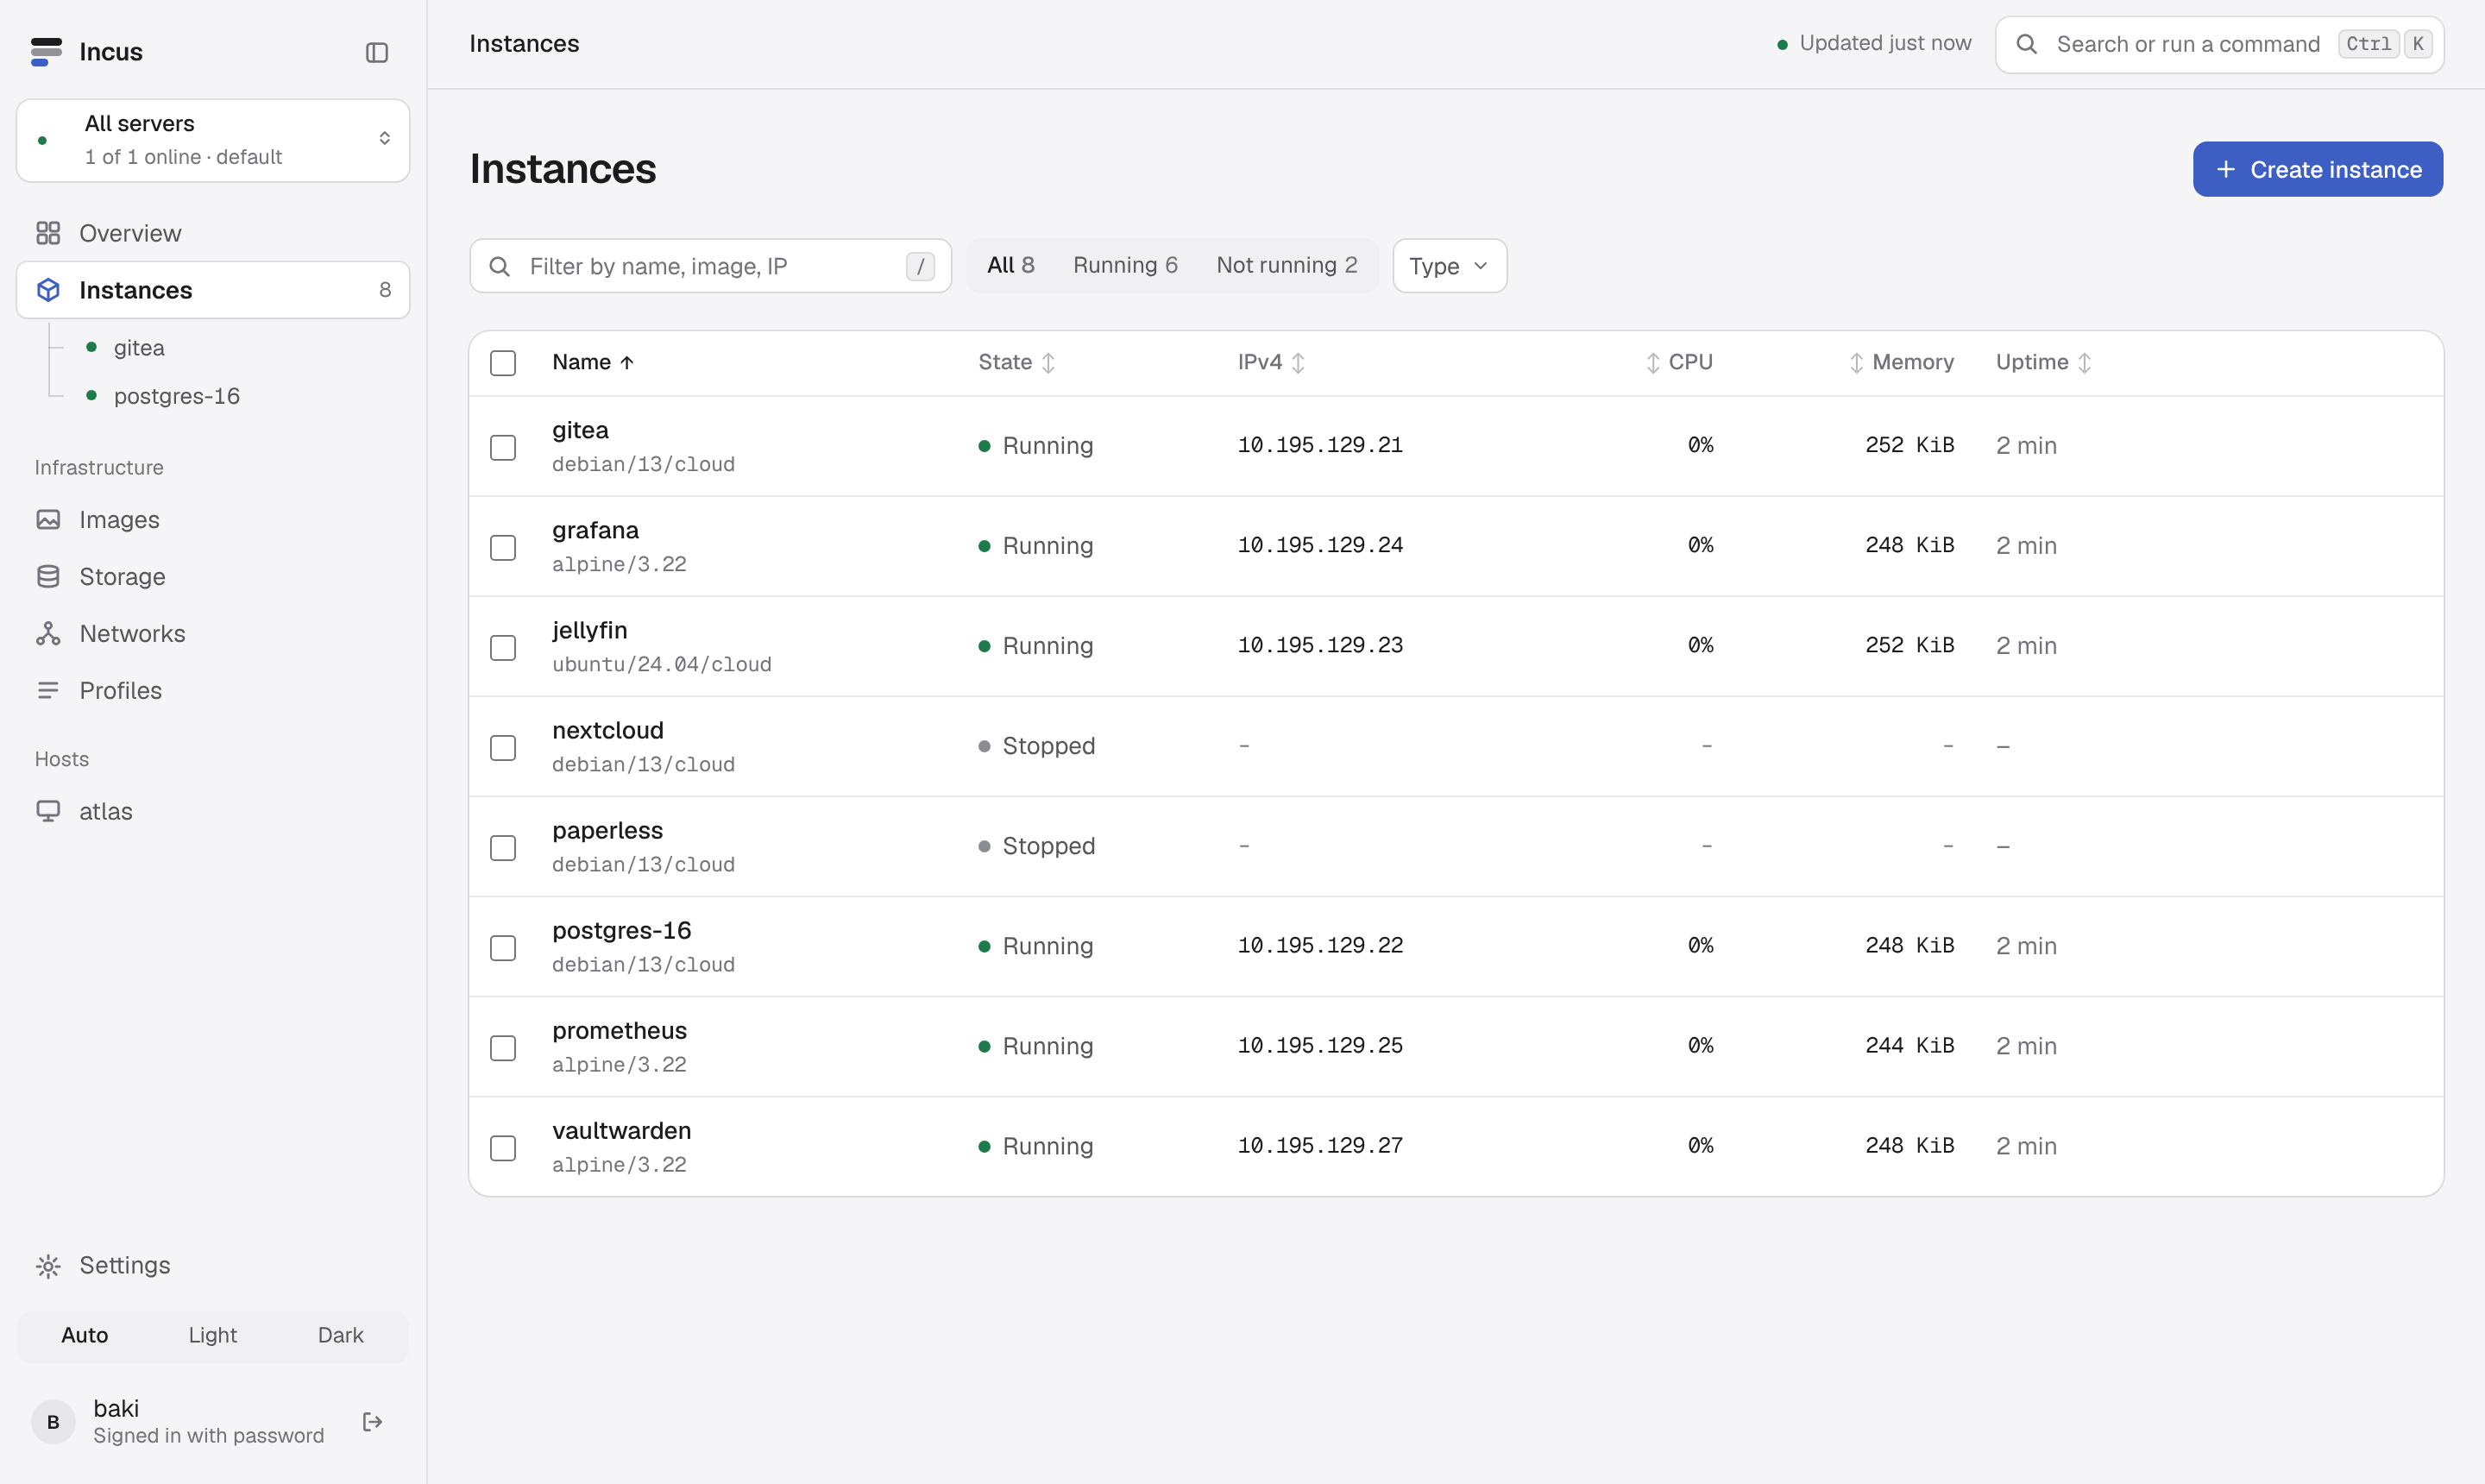 Incus
All servers
1 of 1 online · default
Overview
Instances 8
gitea
postgres-16
Infrastructure
Images
Storage
Networks
Profiles
Hosts
atlas
Settings
Auto Light Dark
B
baki
Signed in with password
Instances
Updated just now
Search or run a command Ctrl K
Instances
Create instance
Filter by name, image, IP /
All 8 Running 6 Not running 2
Type
Name State IPv4 CPU Memory Uptime
gitea
debian/13/cloud
Running 10.195.129.21 0% 252 KiB 2 min
grafana
alpine/3.22
Running 10.195.129.24 0% 248 KiB 2 min
jellyfin
ubuntu/24.04/cloud
Running 10.195.129.23 0% 252 KiB 2 min
nextcloud
debian/13/cloud
Stopped – – – –
paperless
debian/13/cloud
Stopped – – – –
postgres-16
debian/13/cloud
Running 10.195.129.22 0% 248 KiB 2 min
prometheus
alpine/3.22
Running 10.195.129.25 0% 244 KiB 2 min
vaultwarden
alpine/3.22
Running 10.195.129.27 0% 248 KiB 2 min